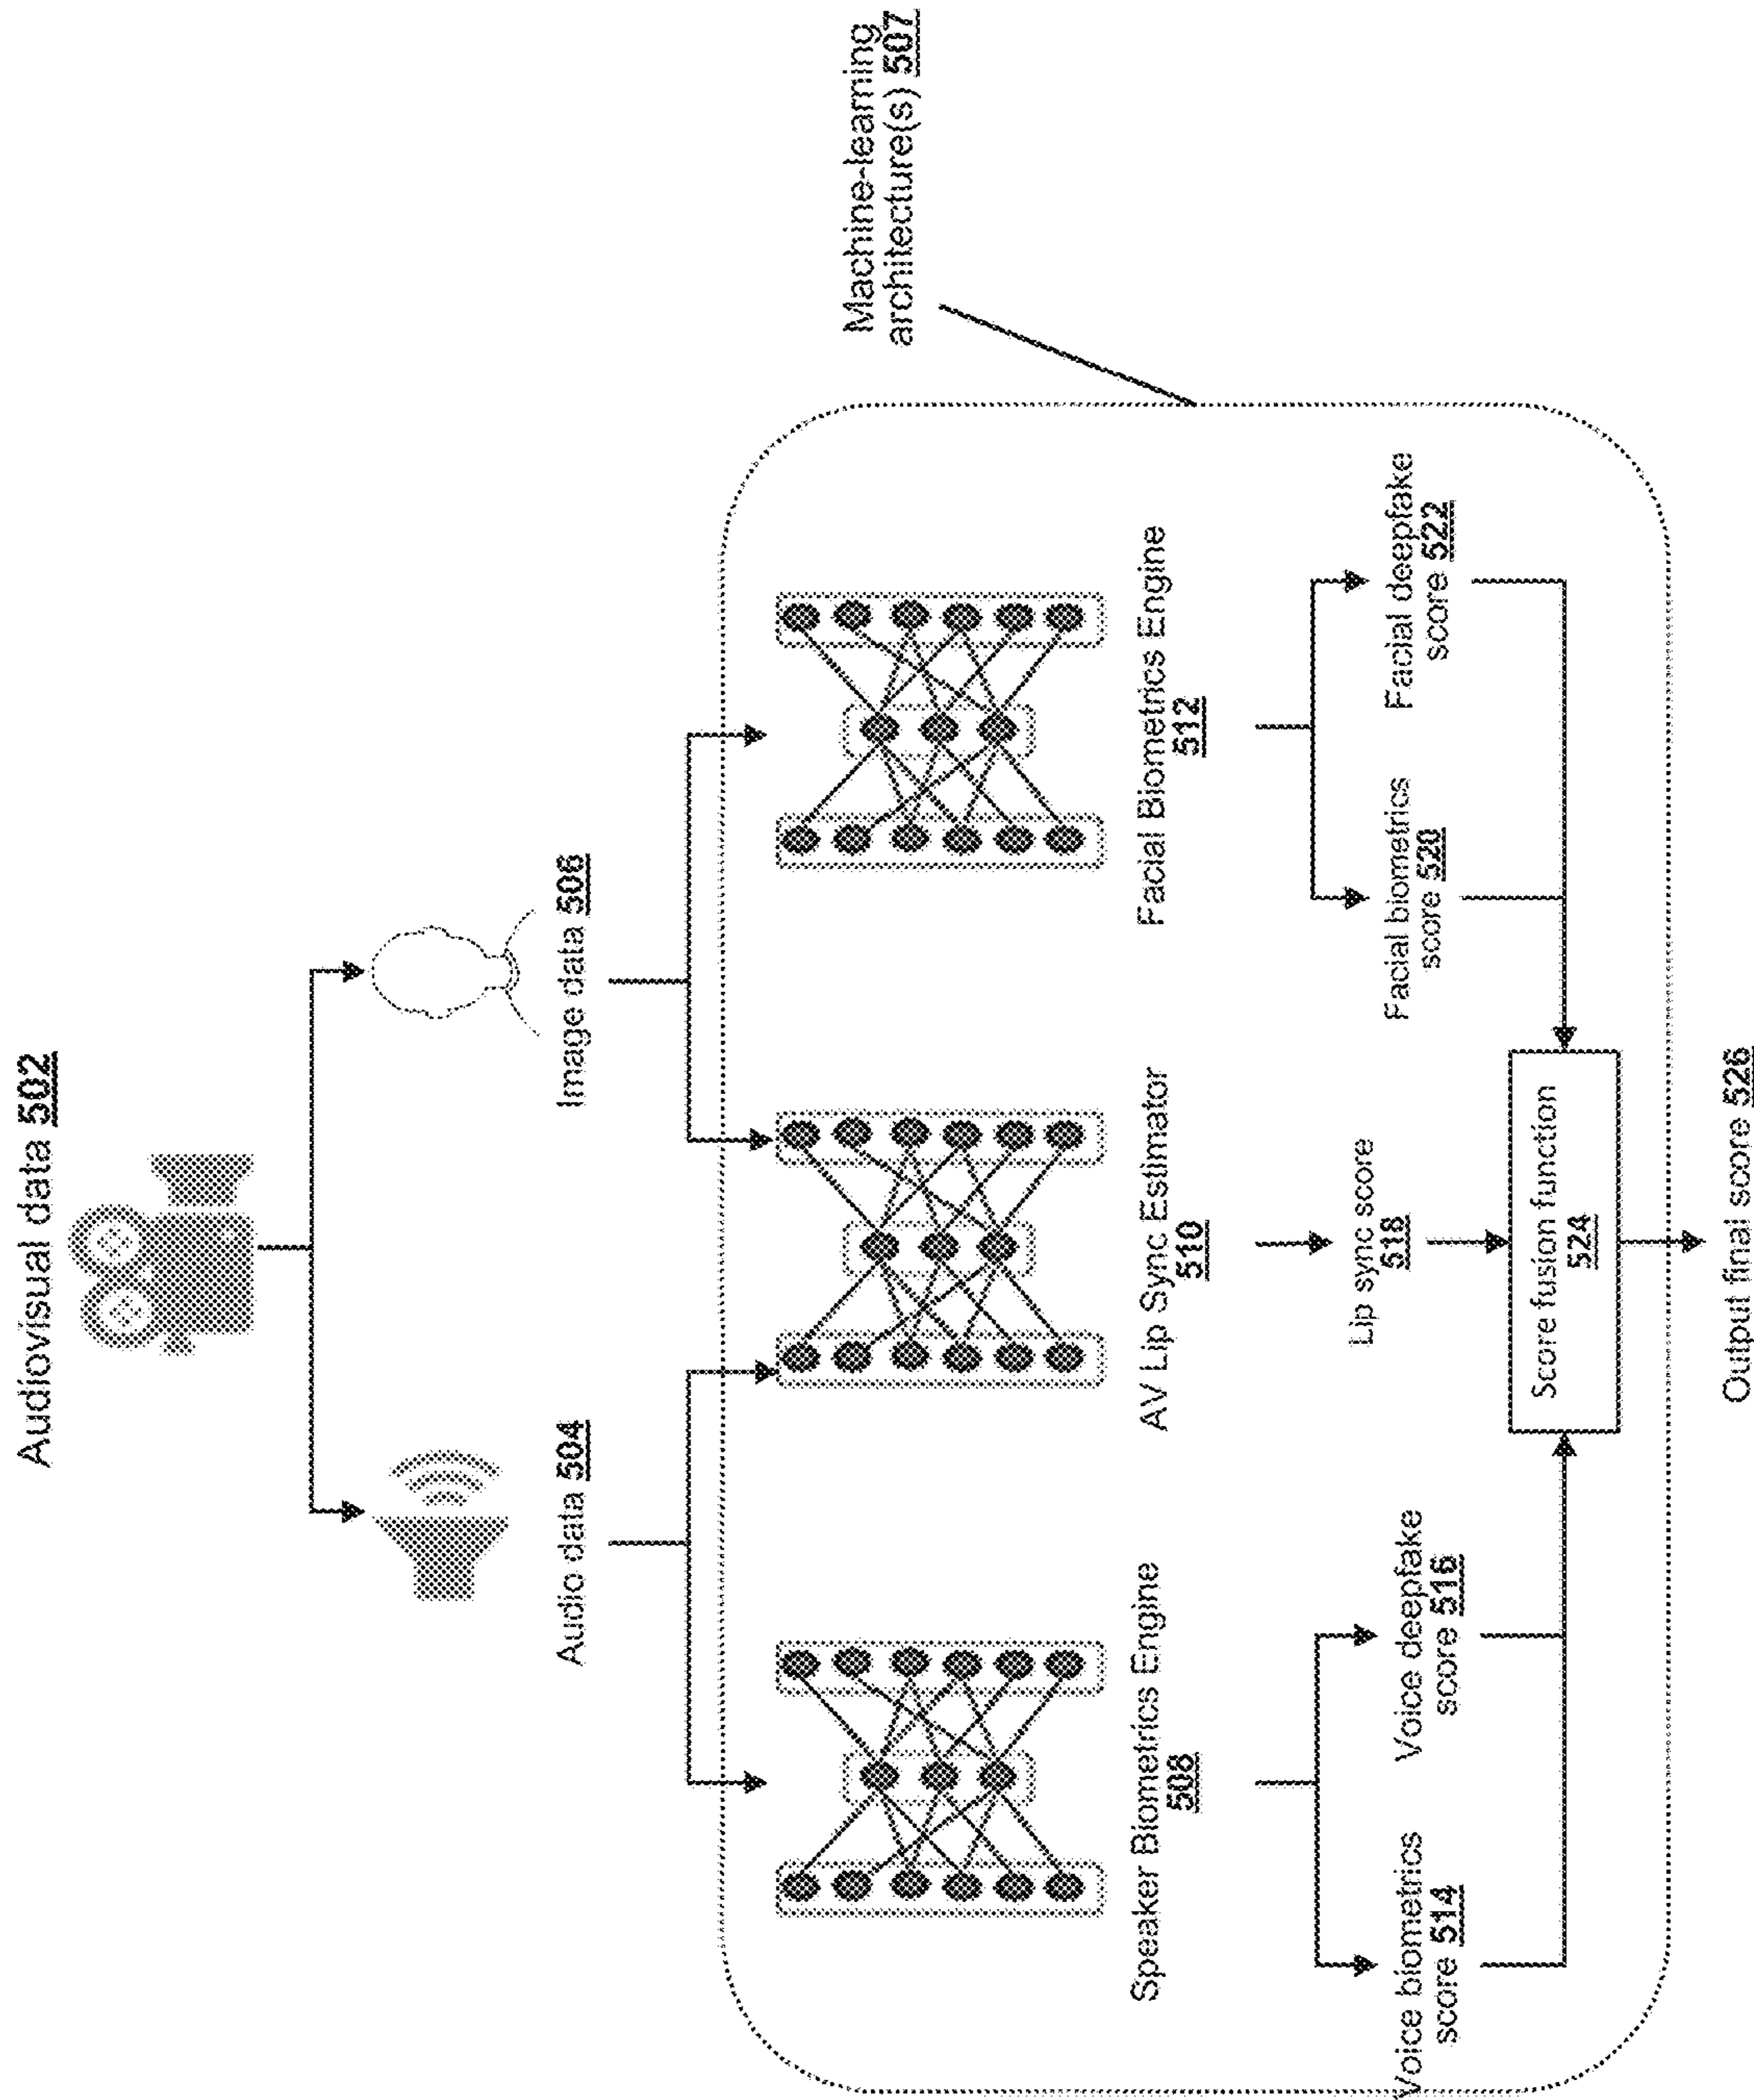 Audiovisual data 502
Audio data 504
Image data 506
Machine-learning
architecture(s) 507
Speaker Biometrics Engine
508
AV Lip Sync Estimator
510
Facial Biometrics Engine
512
Voice biometrics
score 514
Voice deepfake
score 516
Lip sync score
518
Facial biometrics
score 520
Facial deepfake
score 522
Score fusion function
524
Output final score 526